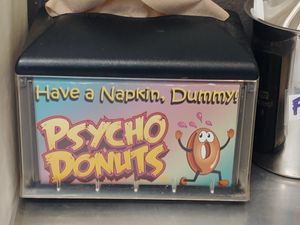 Have a Napkin, Dummy!
PSYCHO
DONUTS